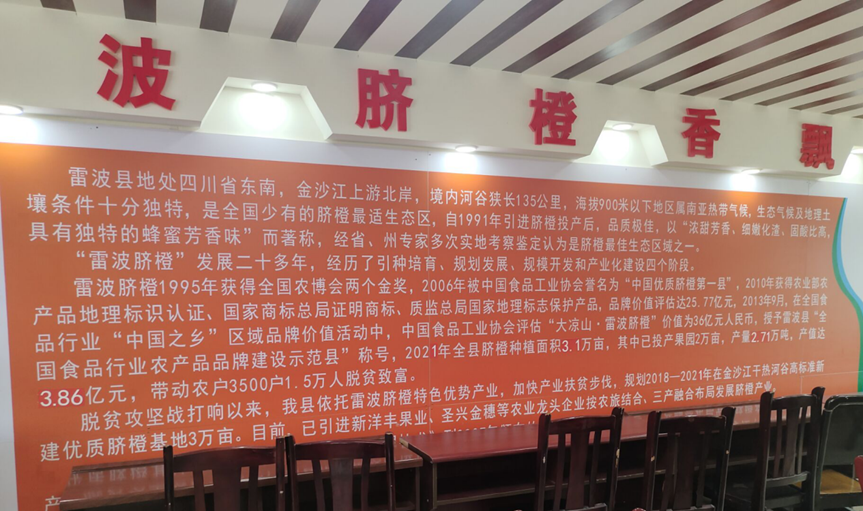 波脐橙香飘
雷波县地处四川省东南，金沙江上游北岸，境内河谷狭长135公里，海拔900米以下地区属南亚热带气候，生态气候及地理土
壤条件十分独特，是全国少有的脐橙最适生态区，自1991年引进脐橙投产后，品质极佳，以“浓甜芳香、细嫩化渣、固酸比高，
具有独特的蜂蜜芳香味”而著称，经省、州专家多次实地考察鉴定认为是脐橙最佳生态区域之一。
“雷波脐橙”发展二十多年，经历了引种培育、规划发展、规模开发和产业化建设四个阶段。
雷波脐橙1995年获得全国农博会两个金奖，2006年被中国食品工业协会誉名为“中国优质脐橙第一县”，2010年获得农业部农
产品地理标识认证、国家商标总局证明商标、质监总局国家地理标志保护产品，品牌价值评估达25.77亿元，2013年9月，在全国食
品行业“中国之乡”区域品牌价值活动中，中国食品工业协会评估“大凉山·雷波脐橙”价值为36亿元人民币，授予雷波县“全
国食品行业农产品品牌建设示范县”称号，2021年全县脐橙种植面积3.1万亩，其中已投产果园2万亩，产量2.71万吨，产值达
3.86亿元，带动农户3500户1.5万人脱贫致富。
脱贫攻坚战打响以来，我县依托雷波脐橙特色优势产业，加快产业扶贫步伐，规划2018—2021年在金沙江干热河谷高标准新
建优质脐橙基地3万亩。目前，已引进新洋丰果业、圣兴金穗等农业龙头企业按农旅结合、三产融合布局发展脐橙产业。
产